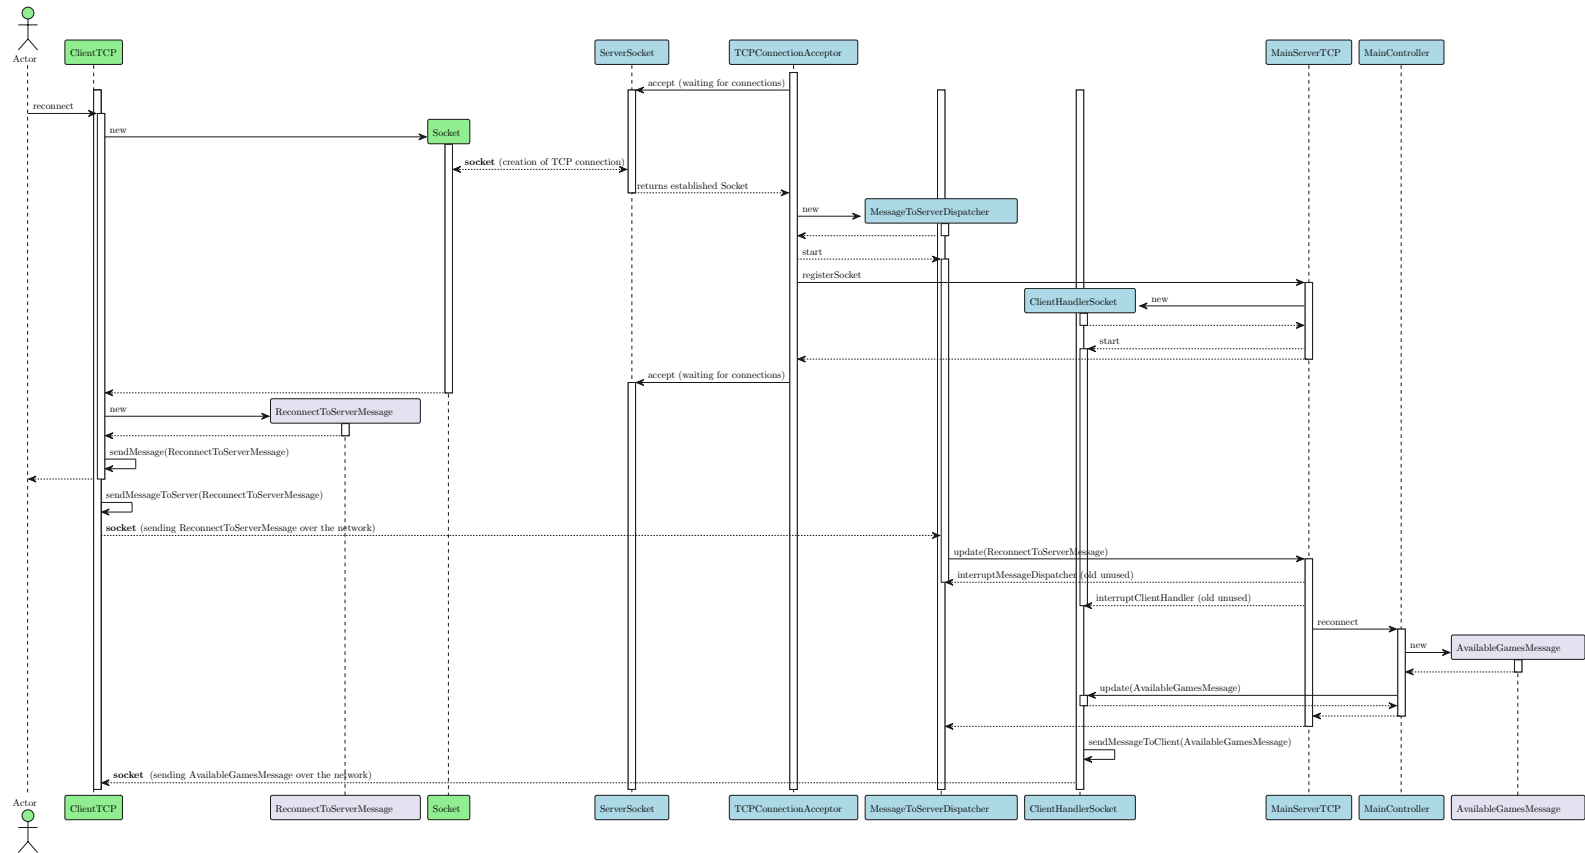 Actor
ClientTCP
ServerSocket
TCPConnectionAcceptor
MainServerTCP
MainController
accept (waiting for connections)
reconnect
new
Socket
socket (creation of TCP connection)
returns established Socket
new
MessageToServerDispatcher
start
registerSocket
ClientHandlerSocket
new
start
accept (waiting for connections)
new
ReconnectToServerMessage
sendMessage(ReconnectToServerMessage)
sendMessageToServer(ReconnectToServerMessage)
socket (sending ReconnectToServerMessage over the network)
update(ReconnectToServerMessage)
interruptMessageDispatcher (old unused)
interruptClientHandler (old unused)
reconnect
new
AvailableGamesMessage
update(AvailableGamesMessage)
sendMessageToClient(AvailableGamesMessage)
socket (sending AvailableGamesMessage over the network)
Actor
ClientTCP
ReconnectToServerMessage
Socket
ServerSocket
TCPConnectionAcceptor
MessageToServerDispatcher
ClientHandlerSocket
MainServerTCP
MainController
AvailableGamesMessage